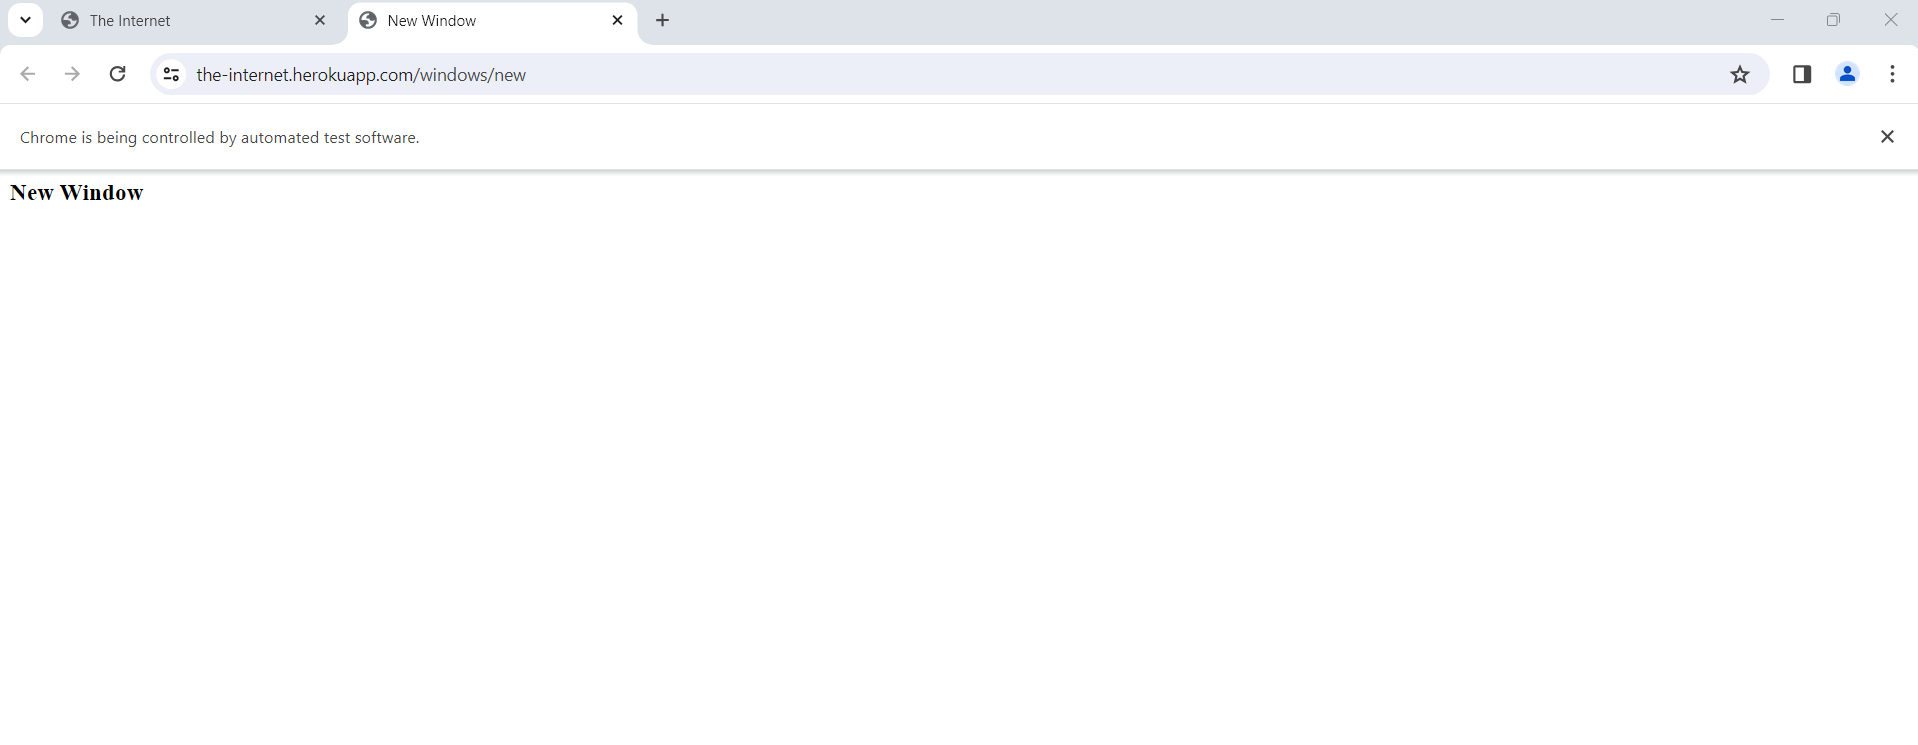 The Internet
New Window
the-internet.herokuapp.com/windows/new
Chrome is being controlled by automated test software.
New Window